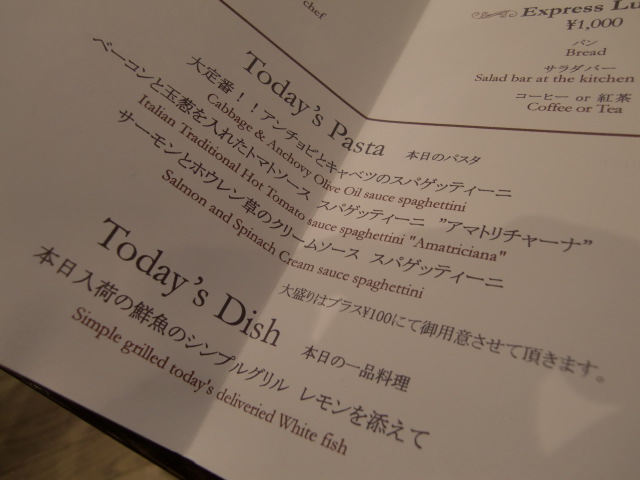 chef
Express Lu
¥1,000
パン
Bread
サラダバー
Salad bar at the kitchen
コーヒー or 紅茶
Coffee or Tea
Today's Pasta 本日のパスタ
大定番！！アンチョビとキャベツのスパゲッティーニ
Cabbage & Anchovy Olive Oil sauce spaghettini
ベーコンと玉葱を入れたトマトソース スパゲッティーニ ”アマトリチャーナ”
Italian Traditional Hot Tomato sauce spaghettini "Amatriciana"
サーモンとホウレン草のクリームソース スパゲッティーニ
Salmon and Spinach Cream sauce spaghettini
大盛りはプラス¥100にて御用意させて頂きます。
Today's Dish 本日の一品料理
本日入荷の鮮魚のシンプルグリル レモンを添えて
Simple grilled today's deliveried White fish